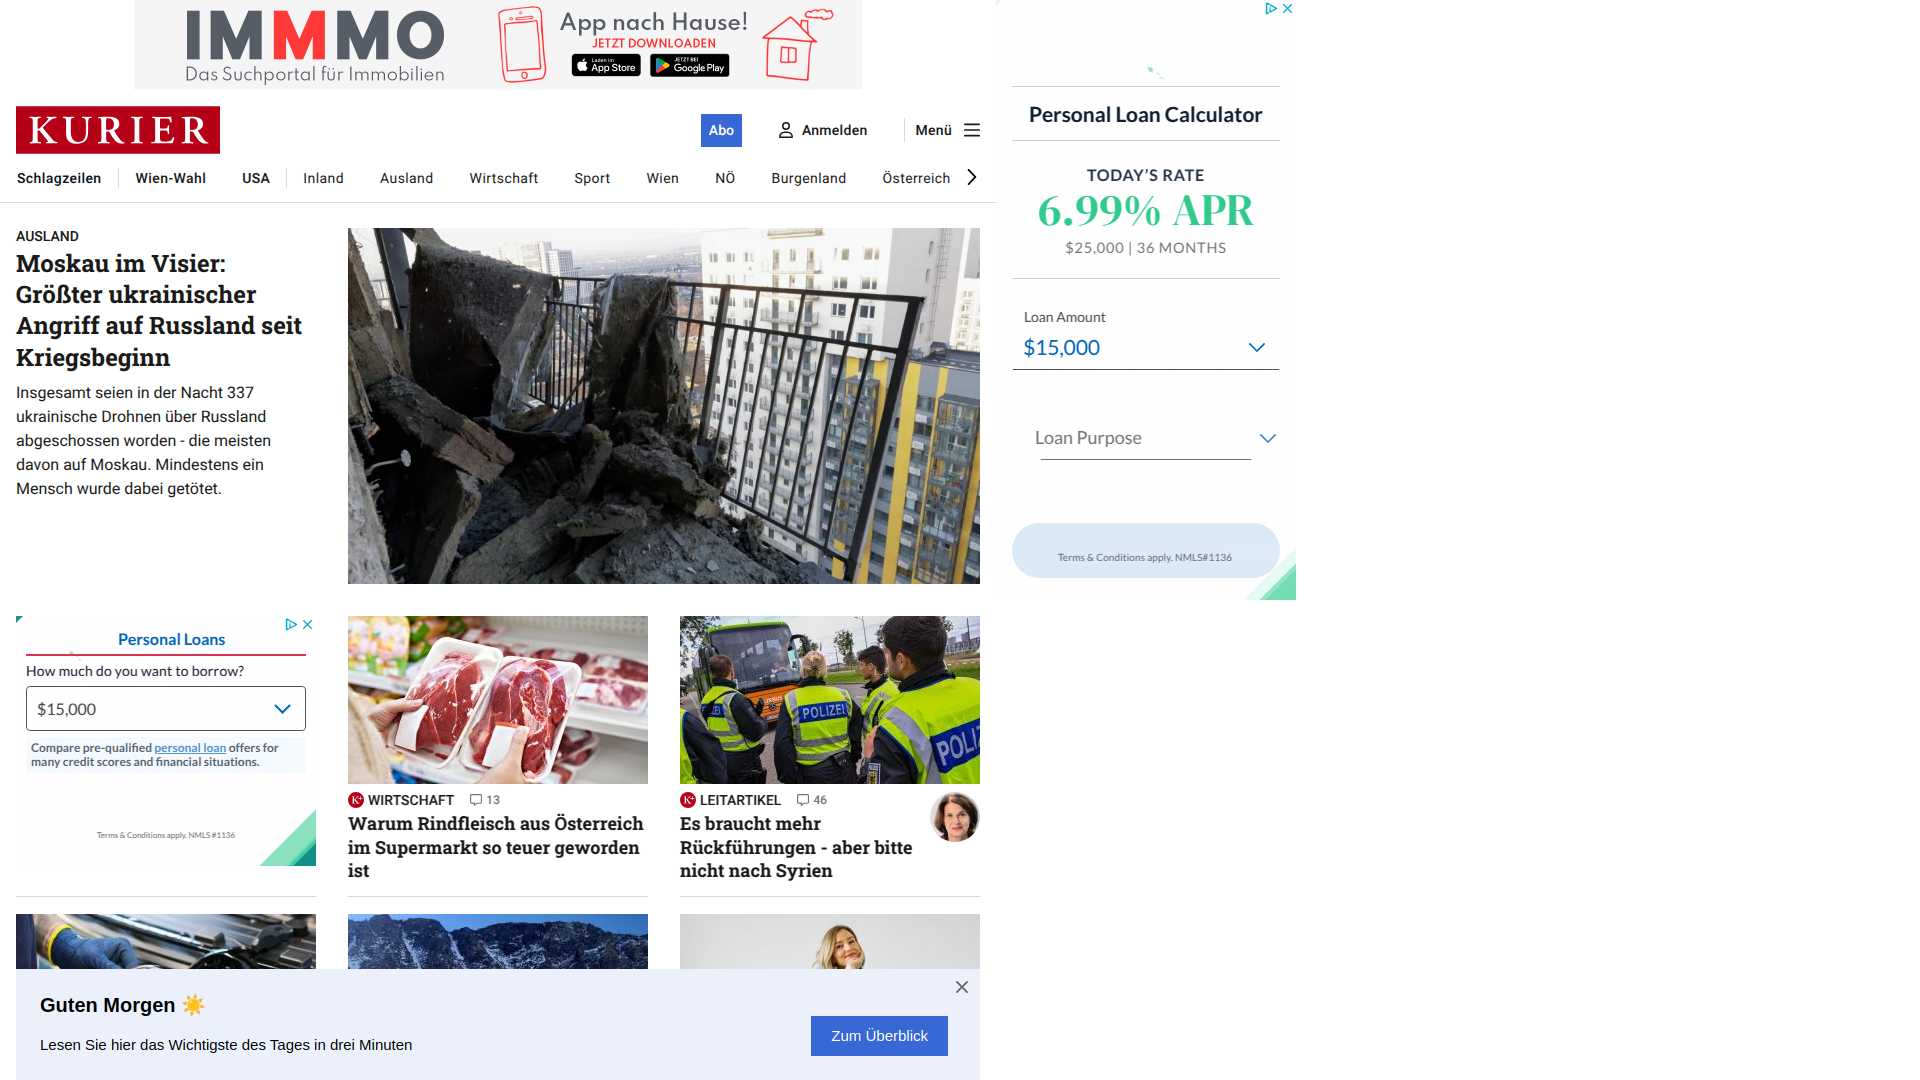 IMMMO
Das Suchportal für Immobilien
App nach Hause!
JETZT DOWNLOADEN
Laden im
App Store
JETZT BEI
Google Play
KURIER
Abo
Anmelden
Menü
Schlagzeilen
Wien-Wahl
USA
Inland
Ausland
Wirtschaft
Sport
Wien
NÖ
Burgenland
Österreich
AUSLAND
Moskau im Visier:
Größter ukrainischer
Angriff auf Russland seit
Kriegsbeginn
Insgesamt seien in der Nacht 337
ukrainische Drohnen über Russland
abgeschossen worden - die meisten
davon auf Moskau. Mindestens ein
Mensch wurde dabei getötet.
Personal Loan Calculator
TODAY’S RATE
6.99% APR
$25,000 | 36 MONTHS
Loan Amount
$15,000
Loan Purpose
Terms & Conditions apply. NMLS#1136
Personal Loans
How much do you want to borrow?
$15,000
Compare pre-qualified personal loan offers for
many credit scores and financial situations.
Terms & Conditions apply. NMLS #1136
K+ WIRTSCHAFT 13
Warum Rindfleisch aus Österreich
im Supermarkt so teuer geworden
ist
POLIZEI
K+ LEITARTIKEL 46
Es braucht mehr
Rückführungen - aber bitte
nicht nach Syrien
Guten Morgen ☀️
Lesen Sie hier das Wichtigste des Tages in drei Minuten
Zum Überblick